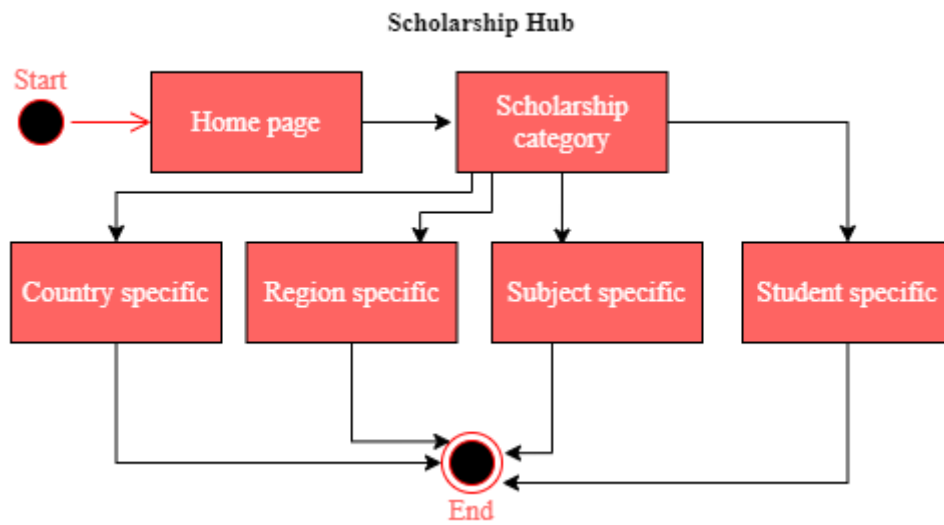 Scholarship Hub
Start
Home page
Scholarship
category
Country specific
Region specific
Subject specific
Student specific
End